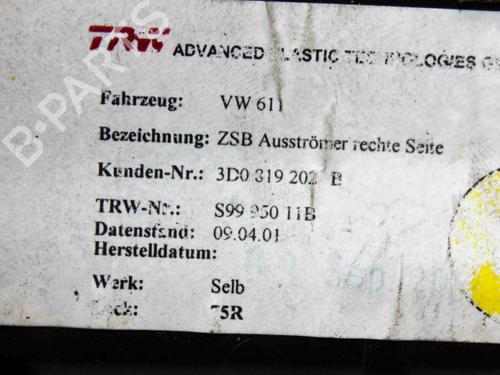 TRW ADVANCED PLASTIC TECHNOLOGIES G
Fahrzeug: VW 611
Bezeichnung: ZSB Ausströmer rechte Seite
Kunden-Nr.: 3D0 819 202 B
TRW-Nr.: S99 950 11B
Datenstand: 09.04.01
Herstelldatum:
Werk: Selb
75R
B-PARTS